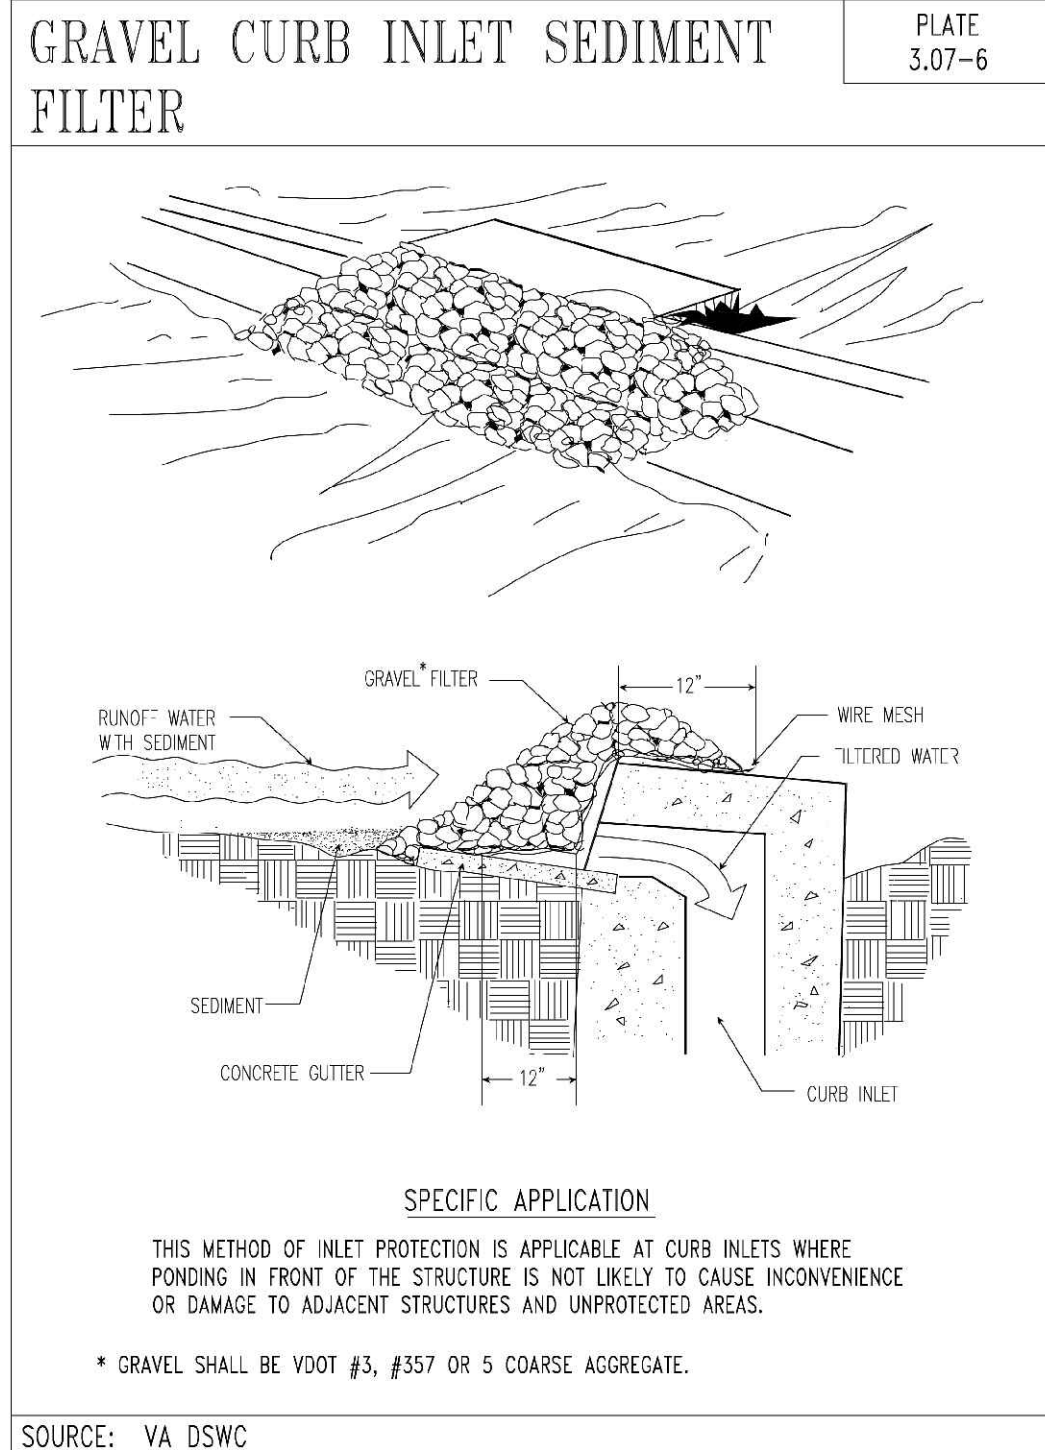 GRAVEL CURB INLET SEDIMENT
FILTER
PLATE
3.07-6
GRAVEL* FILTER
12"
RUNOFF WATER
WTH SEDIMENT
WIRE MESH
FILTERED WATER
SEDIMENT
CONCRETE GUTTER
12"
CURB INLET
SPECIFIC APPLICATION
THIS METHOD OF INLET PROTECTION IS APPLICABLE AT CURB INLETS WHERE
PONDING IN FRONT OF THE STRUCTURE IS NOT LIKELY TO CAUSE INCONVENIENCE
OR DAMAGE TO ADJACENT STRUCTURES AND UNPROTECTED AREAS.
* GRAVEL SHALL BE VDOT #3, #357 OR 5 COARSE AGGREGATE.
SOURCE: VA DSWC